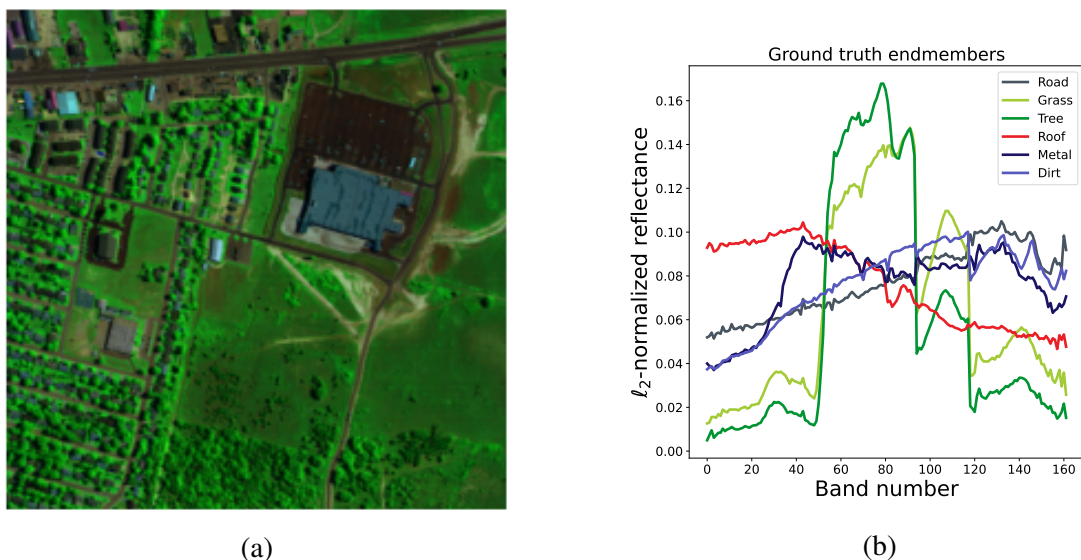 Ground truth endmembers
Road
Grass
Tree
Roof
Metal
Dirt
ℓ₂-normalized reflectance
0.16
0.14
0.12
0.10
0.08
0.06
0.04
0.02
0.00
0 20 40 60 80 100 120 140 160
Band number
(a)
(b)